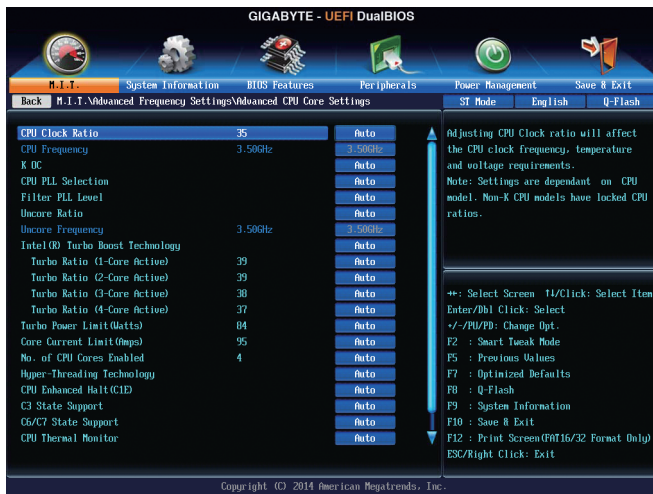 GIGABYTE - UEFI DualBIOS
M.I.T. System Information BIOS Features Peripherals Power Management Save & Exit
Back M.I.T.\Advanced Frequency Settings\Advanced CPU Core Settings ST Mode English Q-Flash
CPU Clock Ratio 35 Auto
CPU Frequency 3.50GHz 3.50GHz
K OC Auto
CPU PLL Selection Auto
Filter PLL Level Auto
Uncore Ratio Auto
Uncore Frequency 3.50GHz 3.50GHz
Intel(R) Turbo Boost Technology Auto
Turbo Ratio (1-Core Active) 39 Auto
Turbo Ratio (2-Core Active) 39 Auto
Turbo Ratio (3-Core Active) 38 Auto
Turbo Ratio (4-Core Active) 37 Auto
Turbo Power Limit(Watts) 84 Auto
Core Current Limit(Amps) 95 Auto
No. of CPU Cores Enabled 4 Auto
Hyper-Threading Technology Auto
CPU Enhanced Halt(C1E) Auto
C3 State Support Auto
C6/C7 State Support Auto
CPU Thermal Monitor Auto
Adjusting CPU Clock ratio will affect
the CPU clock frequency, temperature
and voltage requirements.
Note: Settings are dependant on CPU
model. Non-K CPU models have locked CPU
ratios.
↔: Select Screen ↑↓/Click: Select Item
Enter/Dbl Click: Select
+/-/PU/PD: Change Opt.
F2 : Smart Tweak Mode
F5 : Previous Values
F7 : Optimized Defaults
F8 : Q-Flash
F9 : System Information
F10 : Save & Exit
F12 : Print Screen(FAT16/32 Format Only)
ESC/Right Click: Exit
Copyright (C) 2014 American Megatrends, Inc.